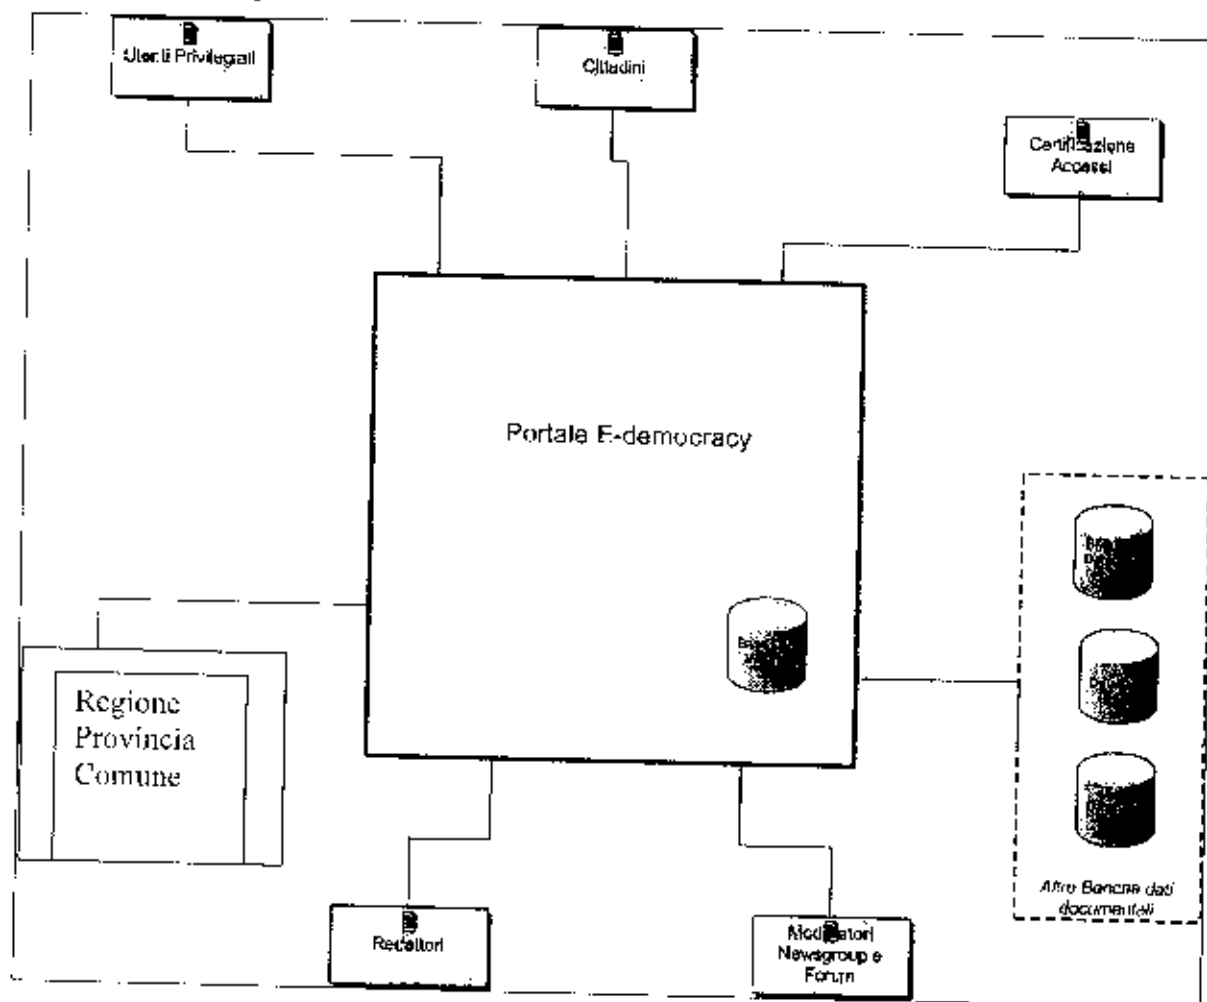 Utenti Privilegiati
Cittadini
Certificazione
Accessi
Portale E-democracy
Regione
Provincia
Comune
Altre Banche dati
documentali
Redattori
Moderatori
Newsgroup e
Forum